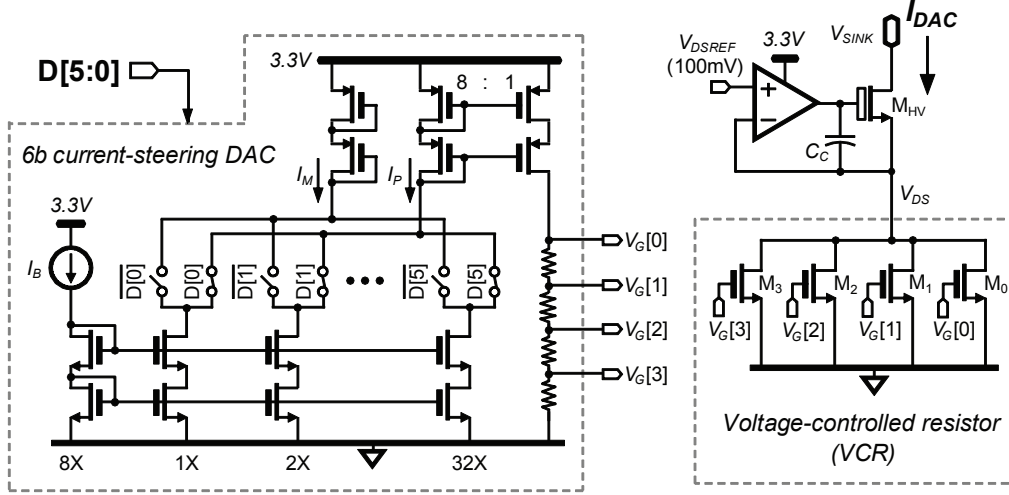 D[5:0]
6b current-steering DAC
3.3V
8 : 1
I_M
I_P
3.3V
I_B
D[0]
D[0]
D[1]
D[1]
D[5]
D[5]
V_G[0]
V_G[1]
V_G[2]
V_G[3]
8X
1X
2X
32X
V_DSREF
(100mV)
3.3V
V_SINK
I_DAC
M_HV
C_C
V_DS
M_3
M_2
M_1
M_0
V_G[3]
V_G[2]
V_G[1]
V_G[0]
Voltage-controlled resistor
(VCR)